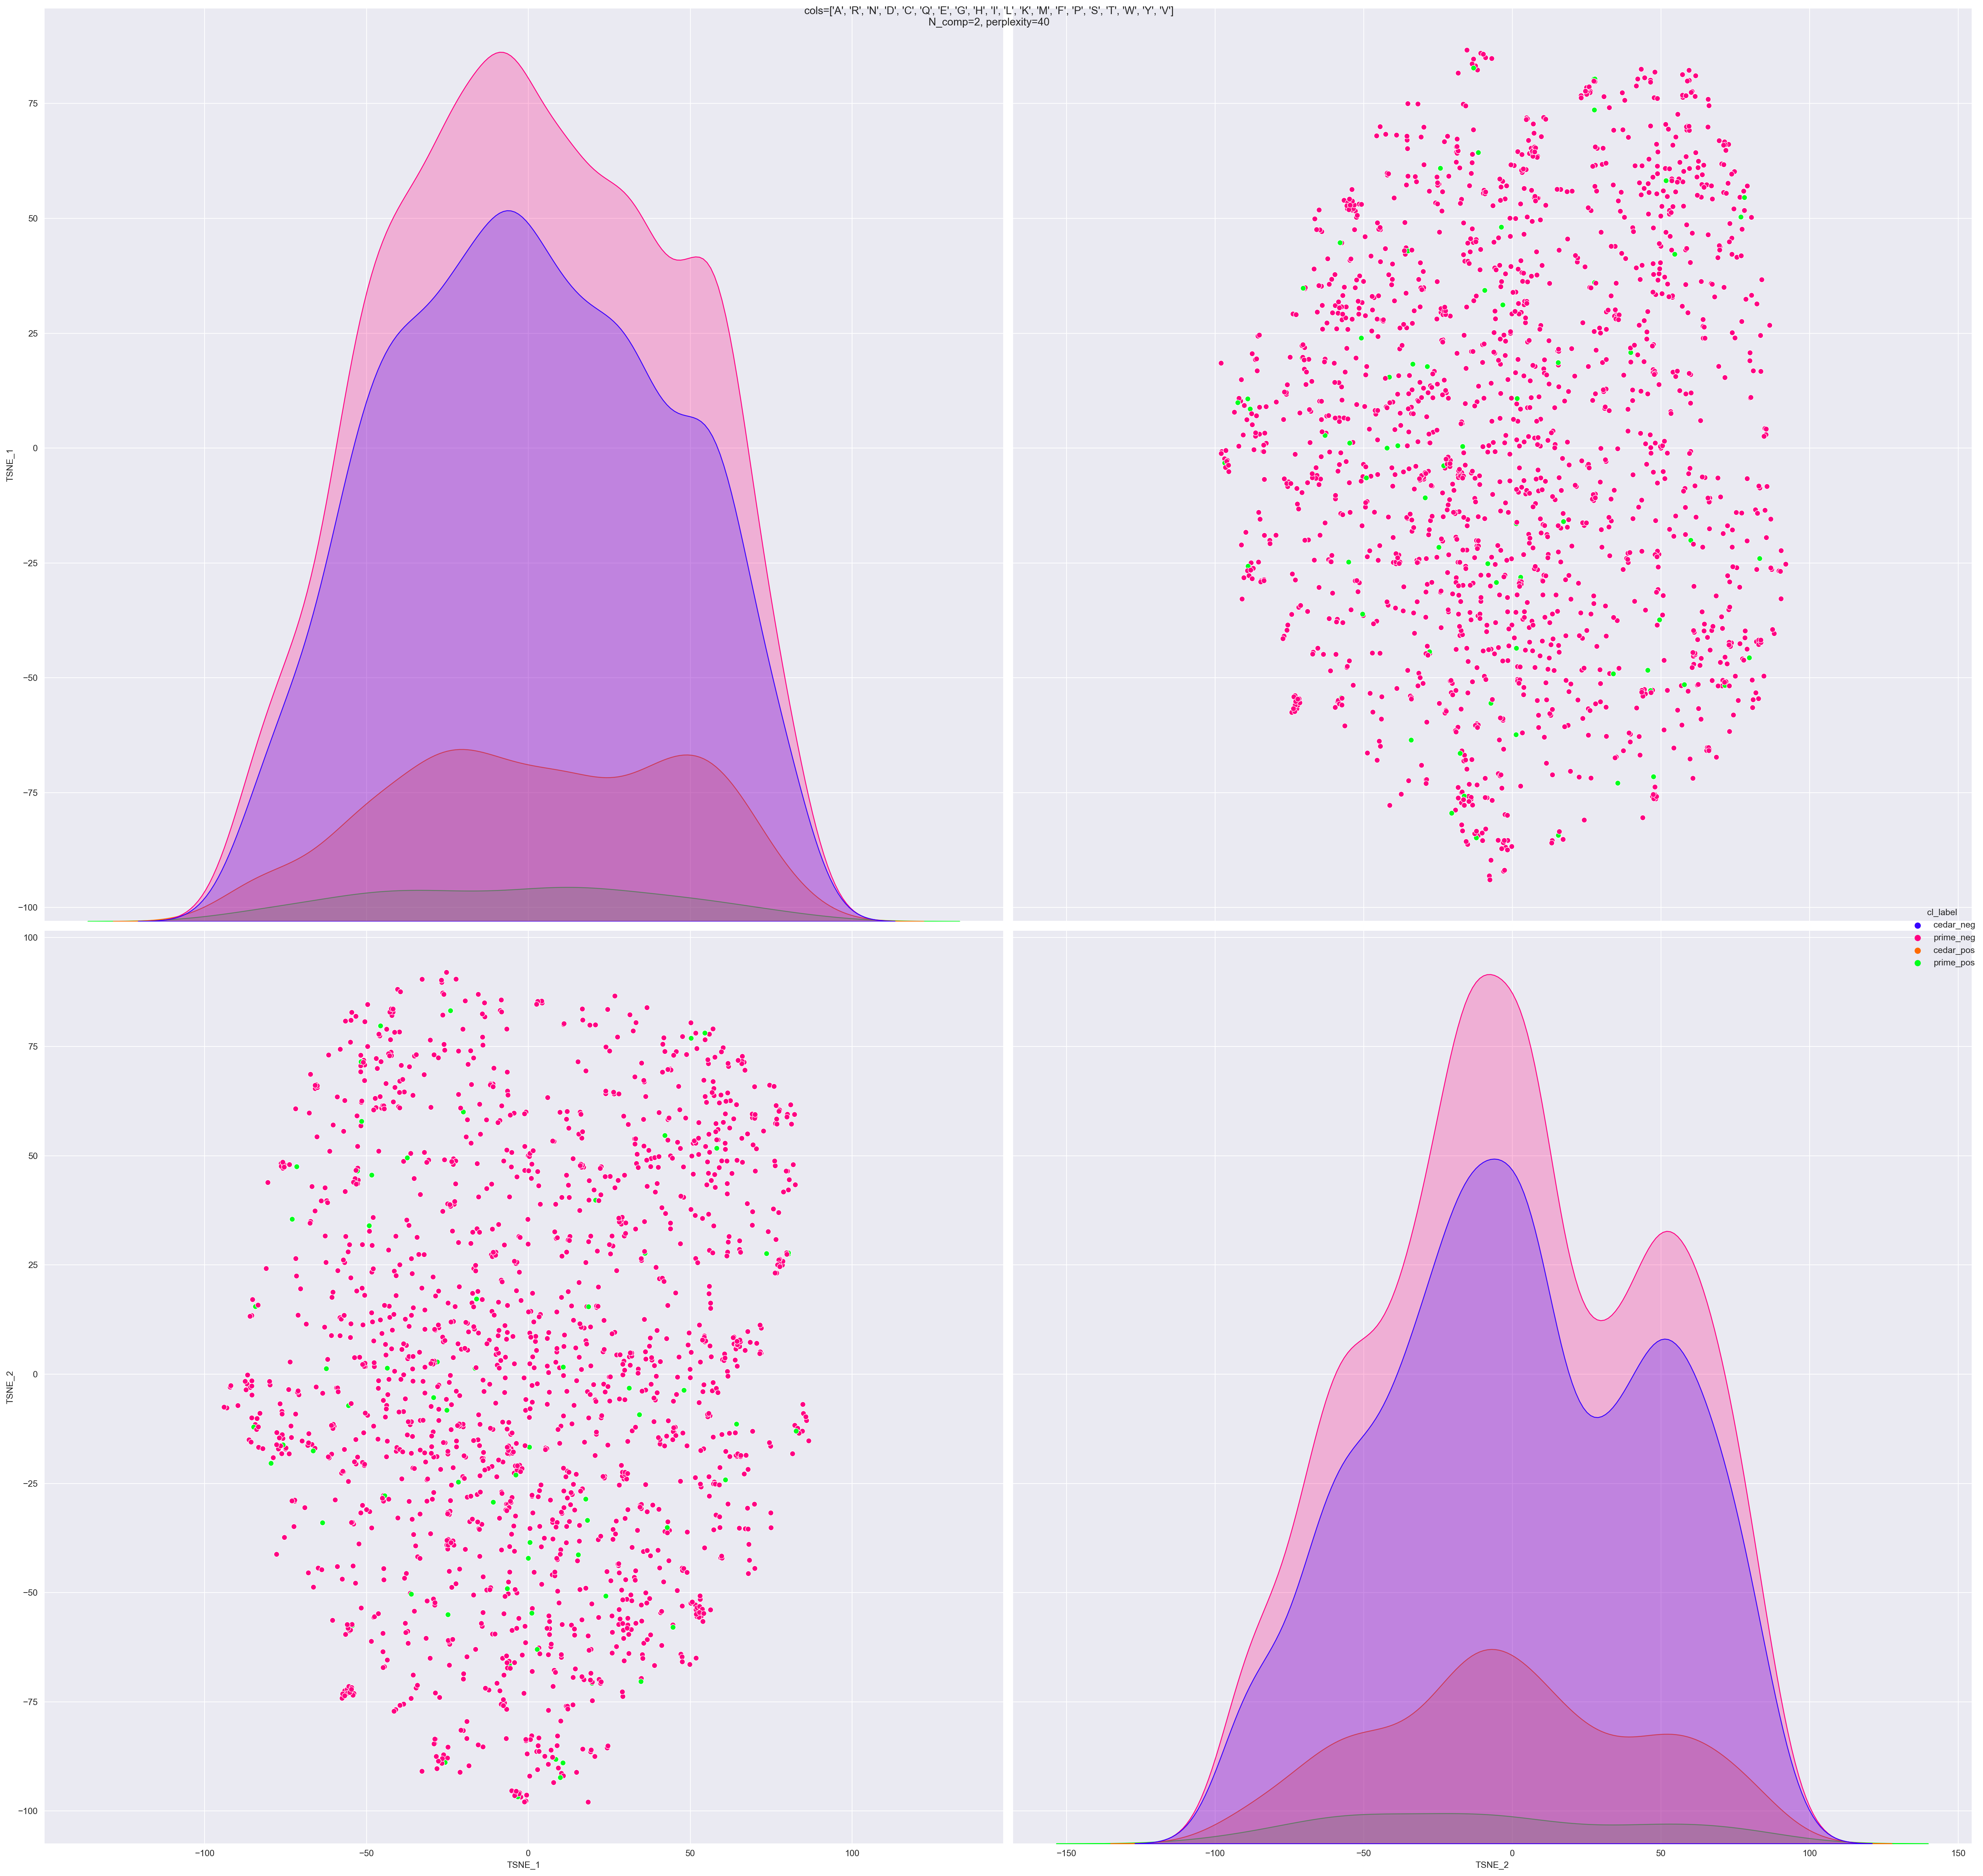 cols=['A', 'R', 'N', 'D', 'C', 'Q', 'E', 'G', 'H', 'I', 'L', 'K', 'M', 'F', 'P', 'S', 'T', 'W', 'Y', 'V']
N_comp=2, perplexity=40
75
50
25
0
−25
−50
−75
−100
TSNE_1
cl_label
cedar_neg
prime_neg
cedar_pos
prime_pos
100
75
50
25
0
−25
−50
−75
−100
TSNE_2
−100
−50
0
50
100
TSNE_1
−150
−100
−50
0
50
100
150
TSNE_2